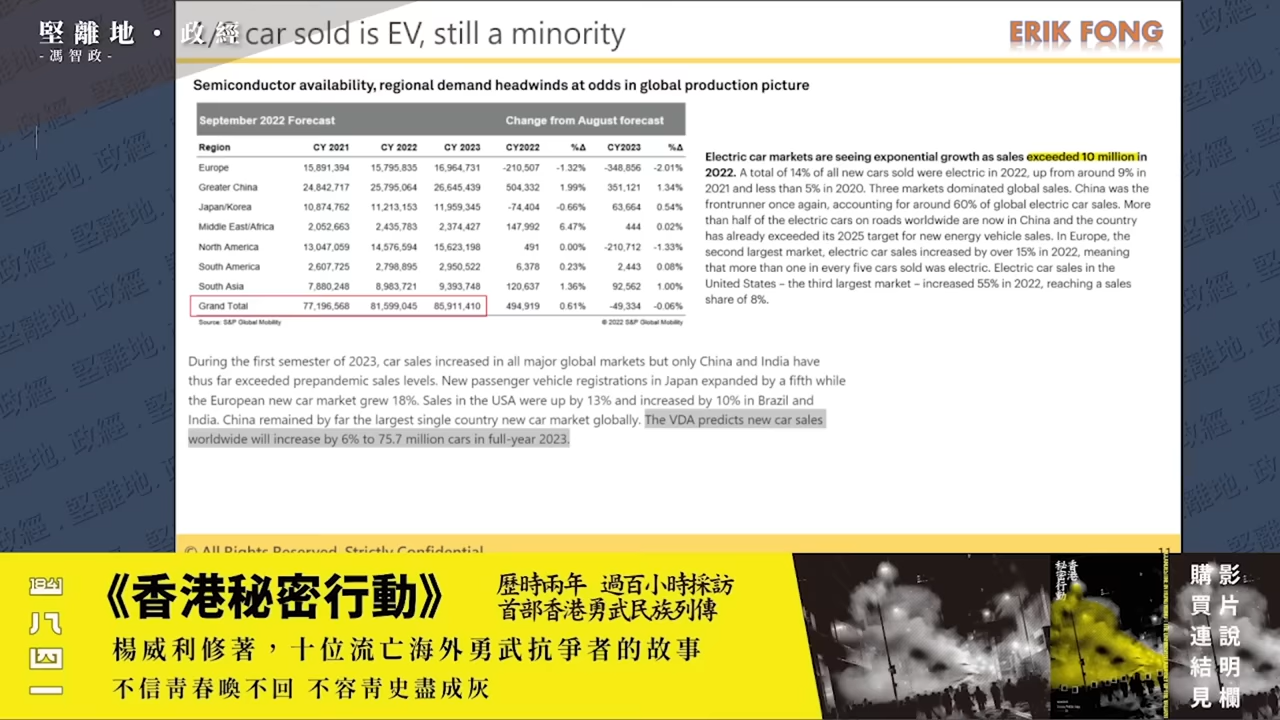 堅離地・政經
-馮智政-
car sold is EV, still a minority
ERIK FONG
Semiconductor availability, regional demand headwinds at odds in global production picture
September 2022 Forecast Change from August forecast
Region CY 2021 CY 2022 CY 2023 CY2022 %Δ CY2023 %Δ
Europe 15,891,394 15,795,835 16,964,731 -210,507 -1.32% -348,856 -2.01%
Greater China 24,842,717 25,795,064 26,645,439 504,332 1.99% 351,121 1.34%
Japan/Korea 10,874,762 11,213,153 11,959,345 -74,404 -0.66% 63,664 0.54%
Middle East/Africa 2,052,663 2,435,783 2,374,427 147,992 6.47% 444 0.02%
North America 13,047,059 14,576,594 15,623,198 491 0.00% -210,712 -1.33%
South America 2,607,725 2,798,895 2,950,522 6,378 0.23% 2,443 0.08%
South Asia 7,880,248 8,983,721 9,393,748 120,637 1.36% 92,562 1.00%
Grand Total 77,196,568 81,599,045 85,911,410 494,919 0.61% -49,334 -0.06%
Source: S&P Global Mobility © 2022 S&P Global Mobility
Electric car markets are seeing exponential growth as sales exceeded 10 million in
2022. A total of 14% of all new cars sold were electric in 2022, up from around 9% in
2021 and less than 5% in 2020. Three markets dominated global sales. China was the
frontrunner once again, accounting for around 60% of global electric car sales. More
than half of the electric cars on roads worldwide are now in China and the country
has already exceeded its 2025 target for new energy vehicle sales. In Europe, the
second largest market, electric car sales increased by over 15% in 2022, meaning
that more than one in every five cars sold was electric. Electric car sales in the
United States – the third largest market – increased 55% in 2022, reaching a sales
share of 8%.
During the first semester of 2023, car sales increased in all major global markets but only China and India have
thus far exceeded prepandemic sales levels. New passenger vehicle registrations in Japan expanded by a fifth while
the European new car market grew 18%. Sales in the USA were up by 13% and increased by 10% in Brazil and
India. China remained by far the largest single country new car market globally. The VDA predicts new car sales
worldwide will increase by 6% to 75.7 million cars in full-year 2023.
© All Rights Reserved. Strictly Confidential
11
一八四
《香港秘密行動》
歷時兩年 過百小時採訪
首部香港勇武民族列傳
楊威利修著，十位流亡海外勇武抗爭者的故事
不信青春喚不回 不容青史盡成灰
香港秘密行動
影片說明欄
購買連結見